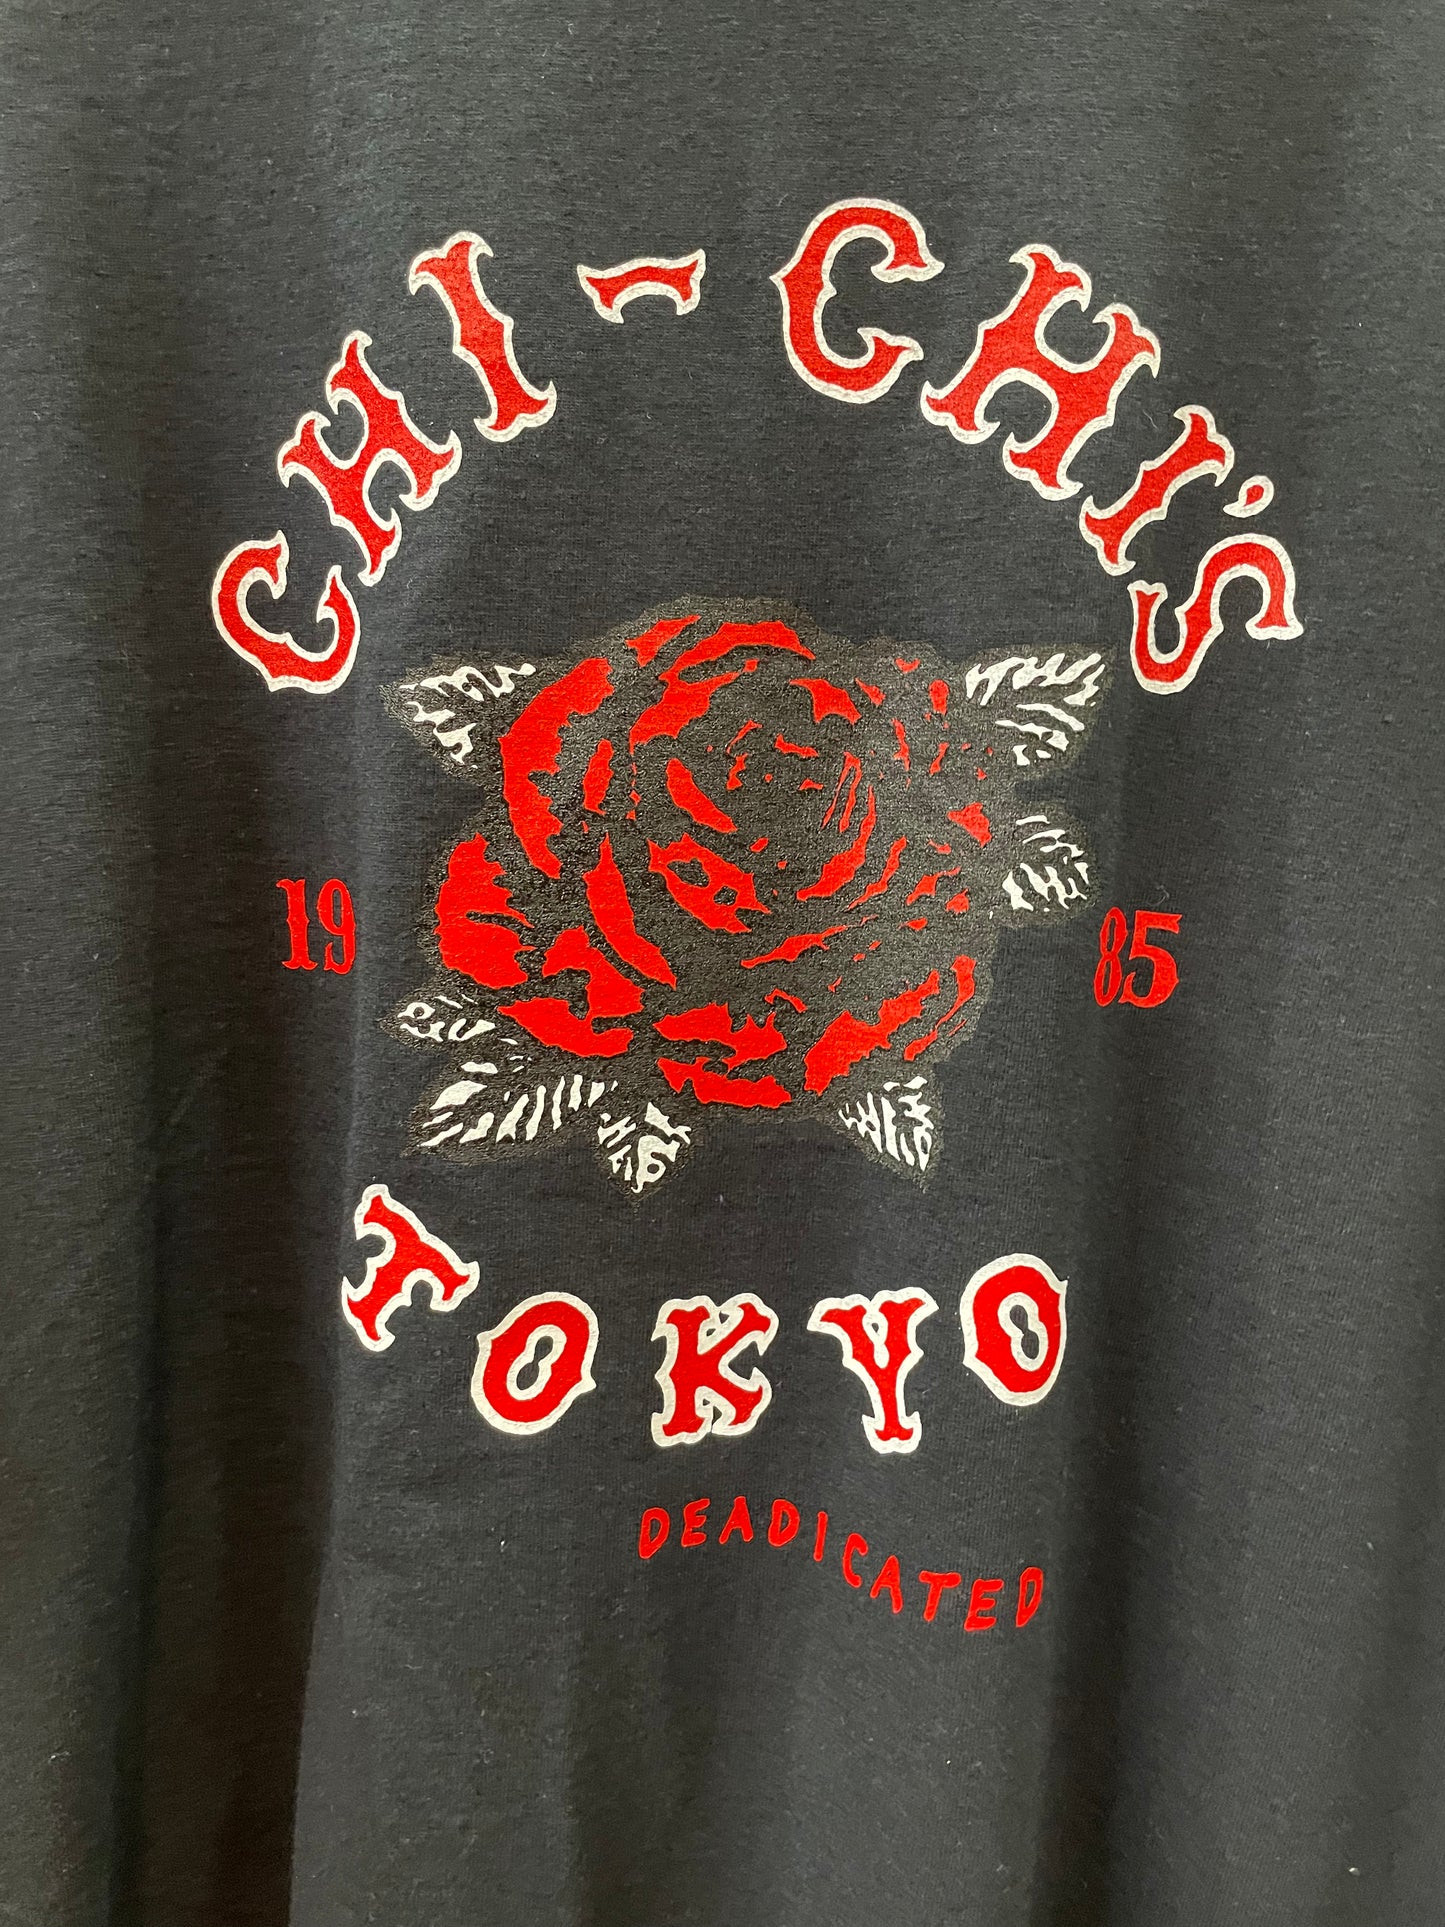 CHI-CHI'S
19 85
TOKYO
DEADICATED